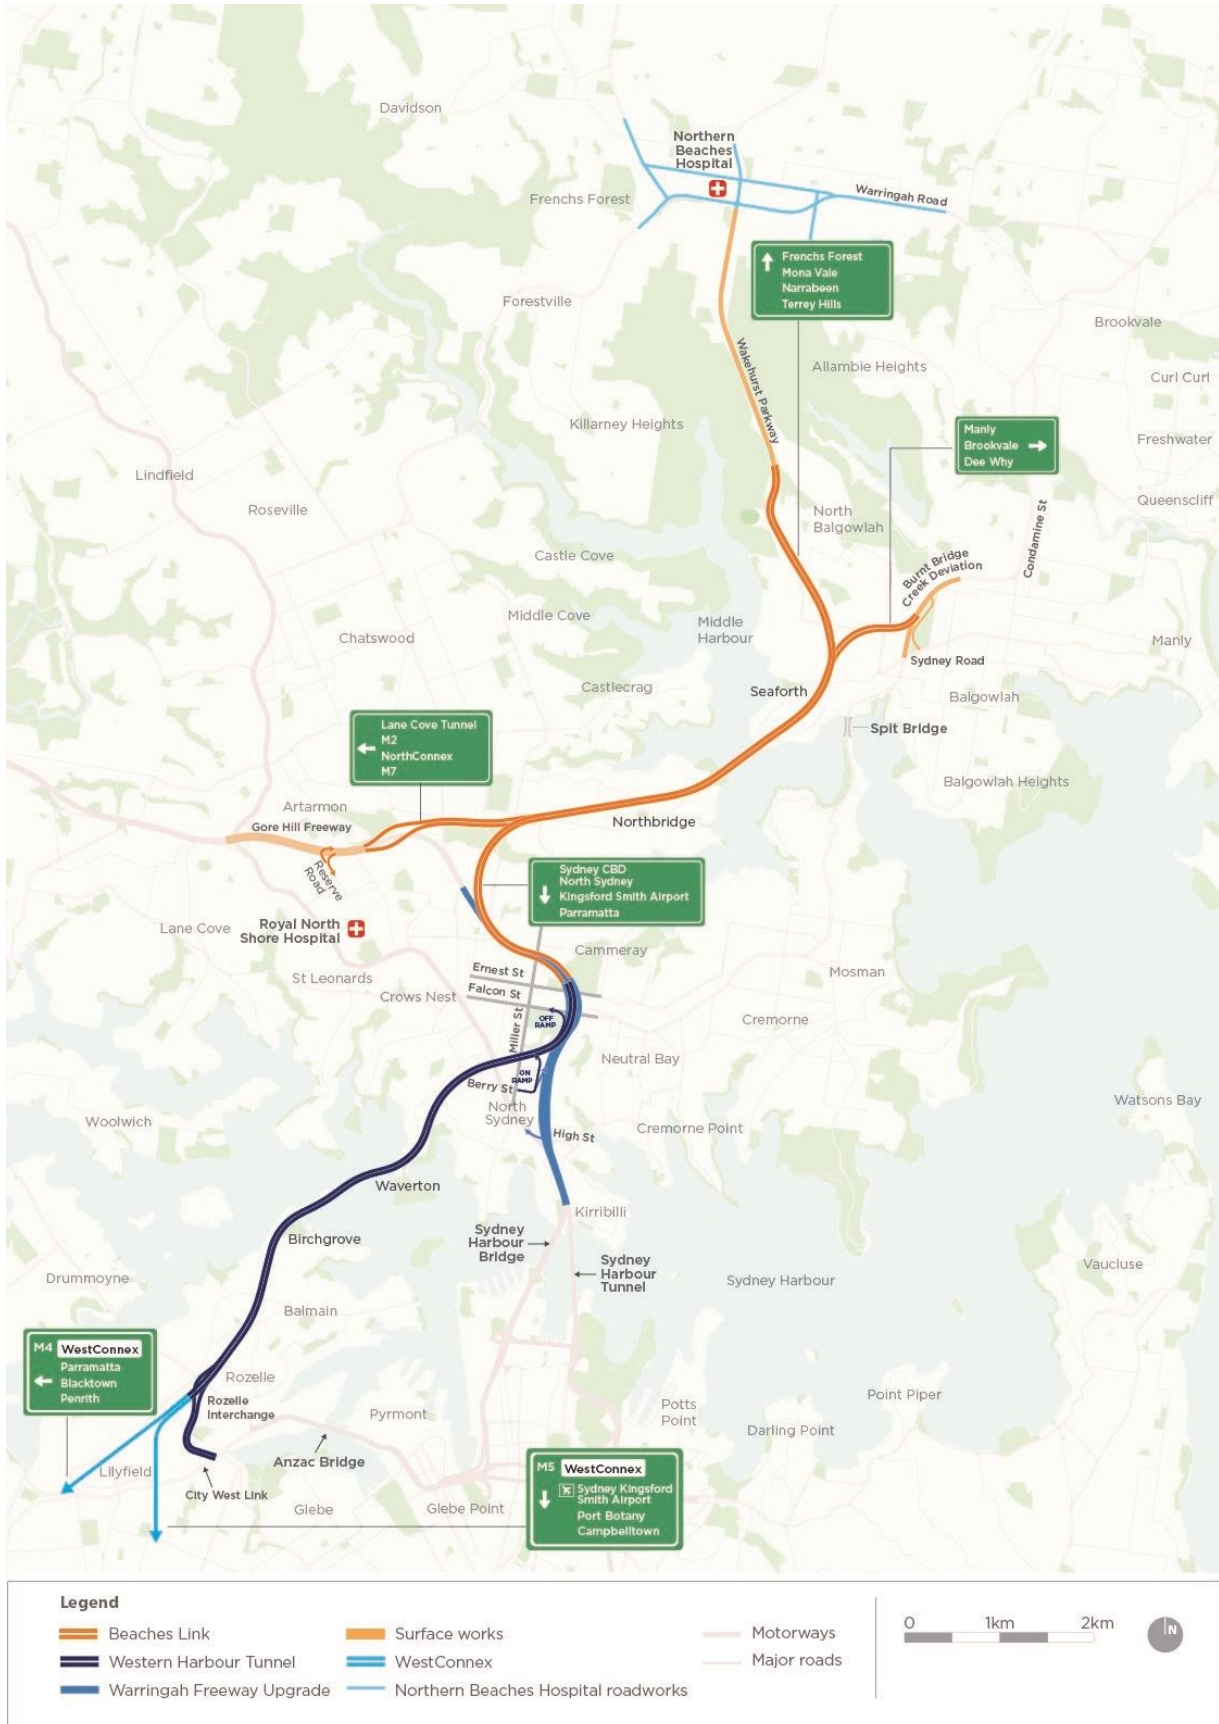 Davidson
Northern
Beaches
Hospital
Frenchs Forest
Warringah Road
Frenchs Forest
Mona Vale
Narrabeen
Terrey Hills
Forestville
Brookvale
Wakehurst Parkway
Allambie Heights
Curl Curl
Killarney Heights
Manly
Brookvale
Dee Why
Freshwater
Lindfield
Queenscliff
Roseville
North
Balgowlah
Condamine St
Castle Cove
Burnt Bridge
Creek Deviation
Middle Cove
Middle
Harbour
Chatswood
Manly
Sydney Road
Castlecrag
Seaforth
Balgowlah
Spit Bridge
Lane Cove Tunnel
M2
NorthConnex
M7
Balgowlah Heights
Artarmon
Gore Hill Freeway
Northbridge
Reserve
Road
Sydney CBD
North Sydney
Kingsford Smith Airport
Parramatta
Lane Cove
Royal North
Shore Hospital
Cammeray
Ernest St
St Leonards
Mosman
Falcon St
Crows Nest
Miller St
OFF
RAMP
Cremorne
Neutral Bay
ON
RAMP
Berry St
North
Sydney
Watsons Bay
Woolwich
High St
Cremorne Point
Waverton
Kirribilli
Birchgrove
Sydney
Harbour
Bridge
Sydney
Harbour
Tunnel
Vaucluse
Drummoyne
Sydney Harbour
Balmain
M4 WestConnex
Parramatta
Blacktown
Penrith
Rozelle
Rozelle
Interchange
Point Piper
Pyrmont
Potts
Point
Darling Point
Anzac Bridge
Lilyfield
M5 WestConnex
Sydney Kingsford
Smith Airport
Port Botany
Campbelltown
City West Link
Glebe
Glebe Point
Legend
Beaches Link
Western Harbour Tunnel
Warringah Freeway Upgrade
Surface works
WestConnex
Northern Beaches Hospital roadworks
Motorways
Major roads
0 1km 2km
N